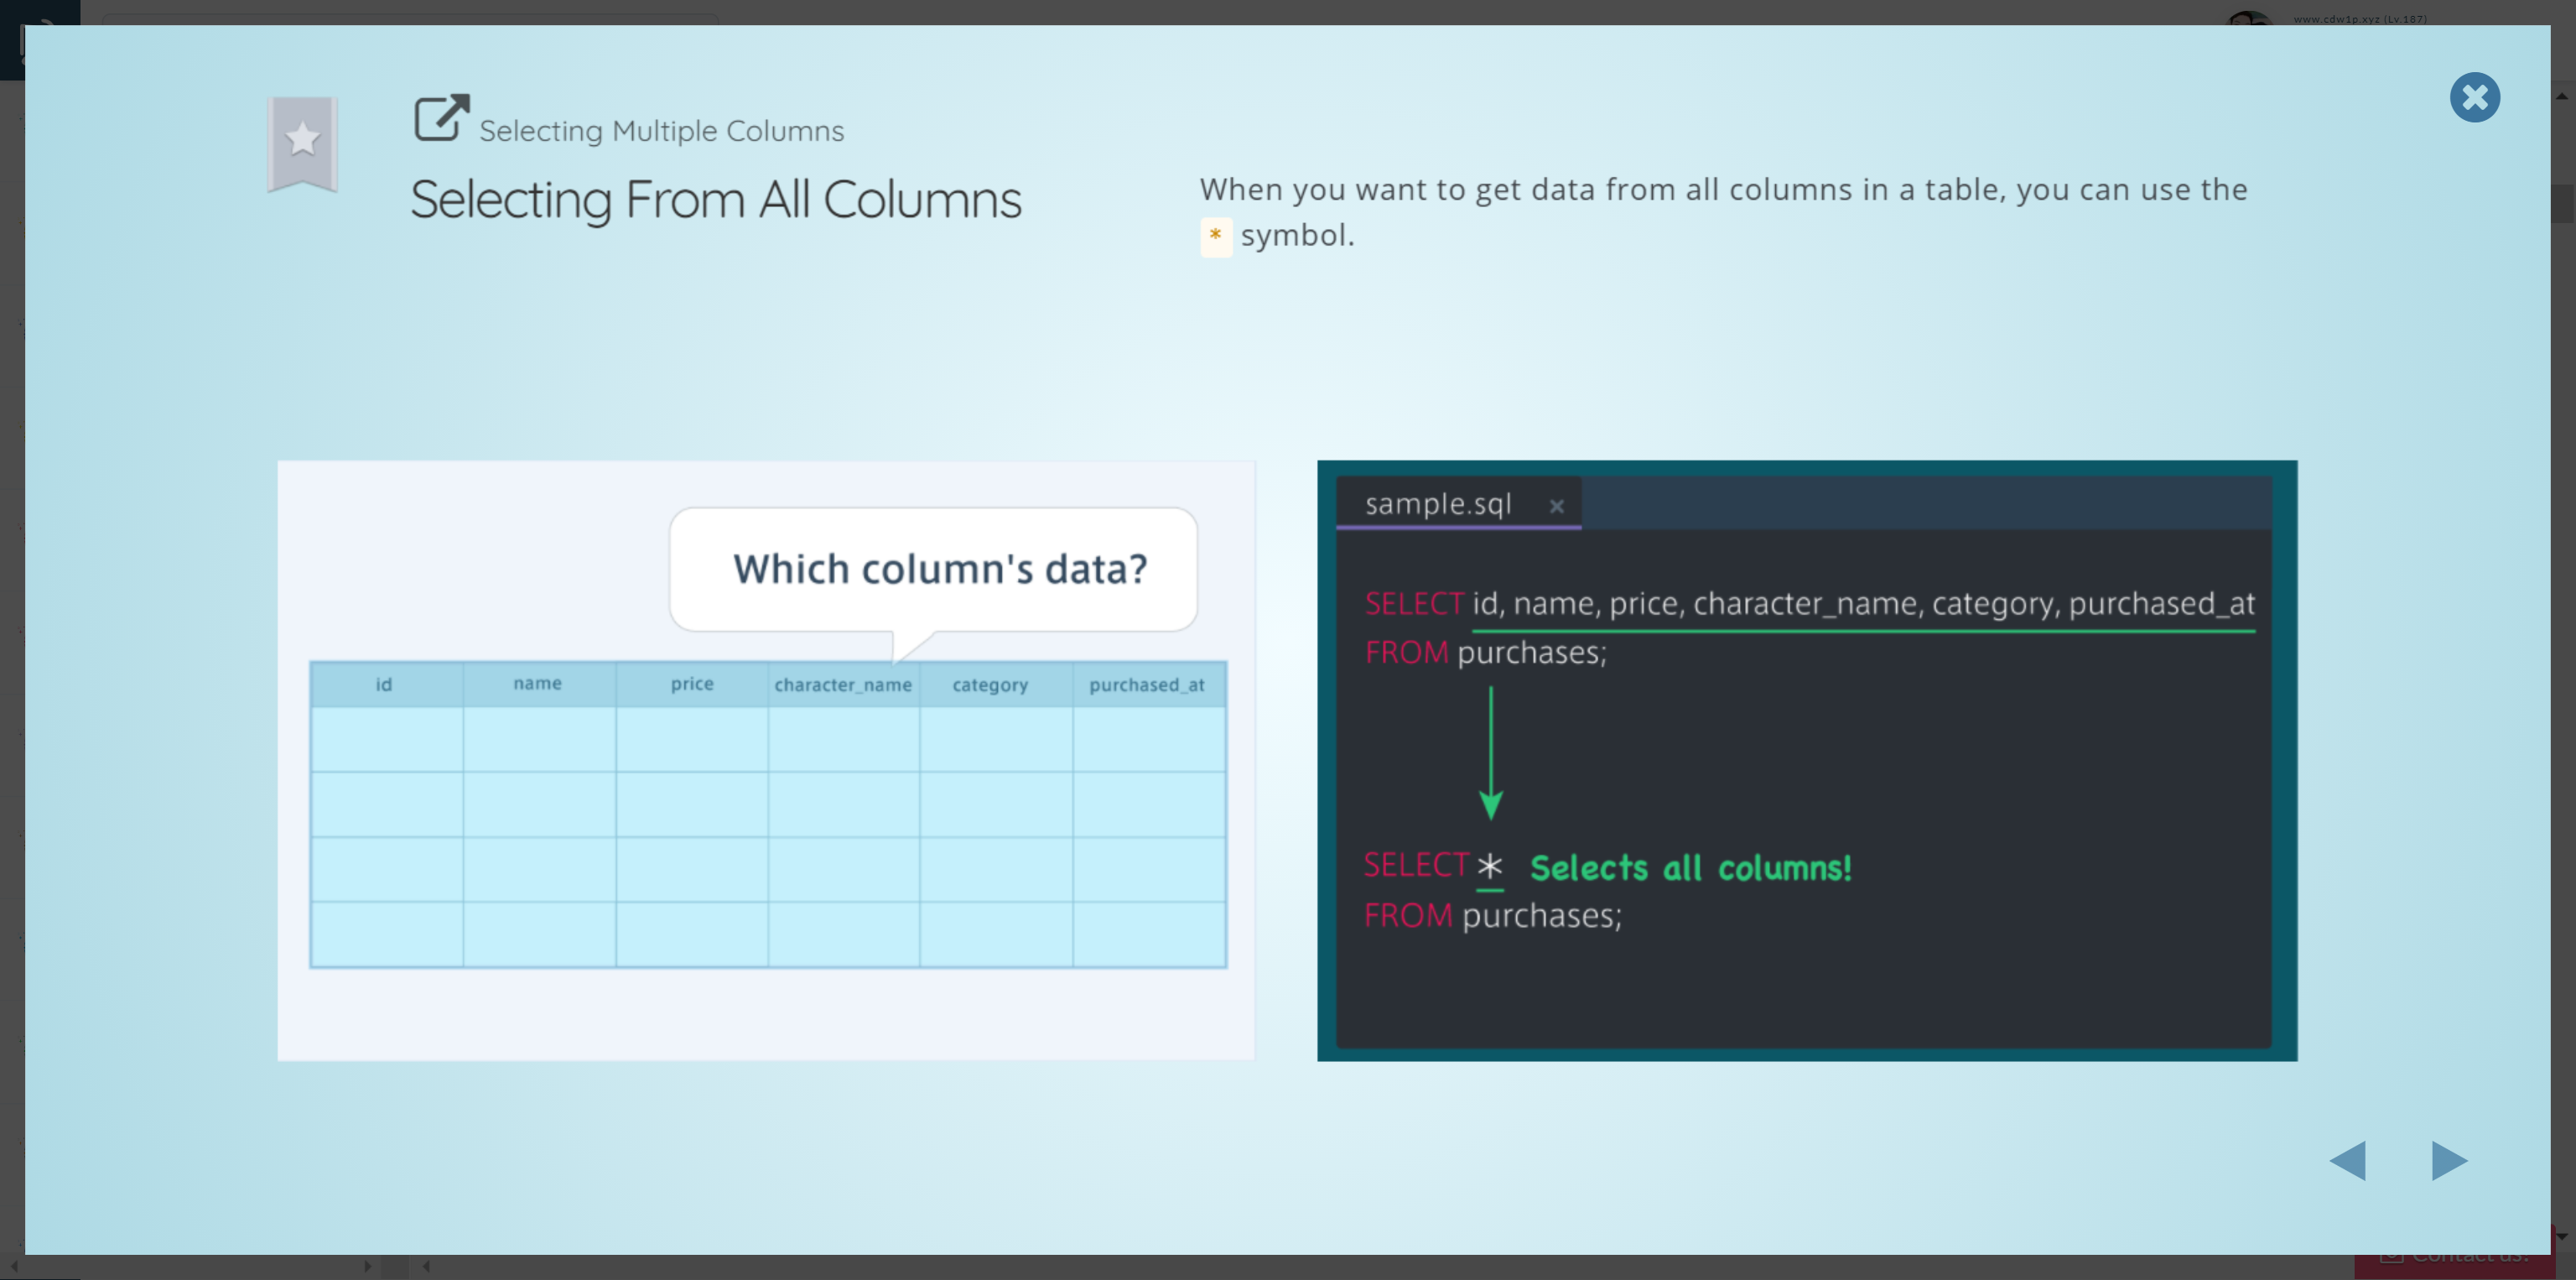 www.cdw1p.xyz (Lv.187)
Selecting Multiple Columns
Selecting From All Columns
When you want to get data from all columns in a table, you can use the
* symbol.
Which column's data?
id name price character_name category purchased_at
sample.sql ×
SELECT id, name, price, character_name, category, purchased_at
FROM purchases;
SELECT * Selects all columns!
FROM purchases;
Contact us!